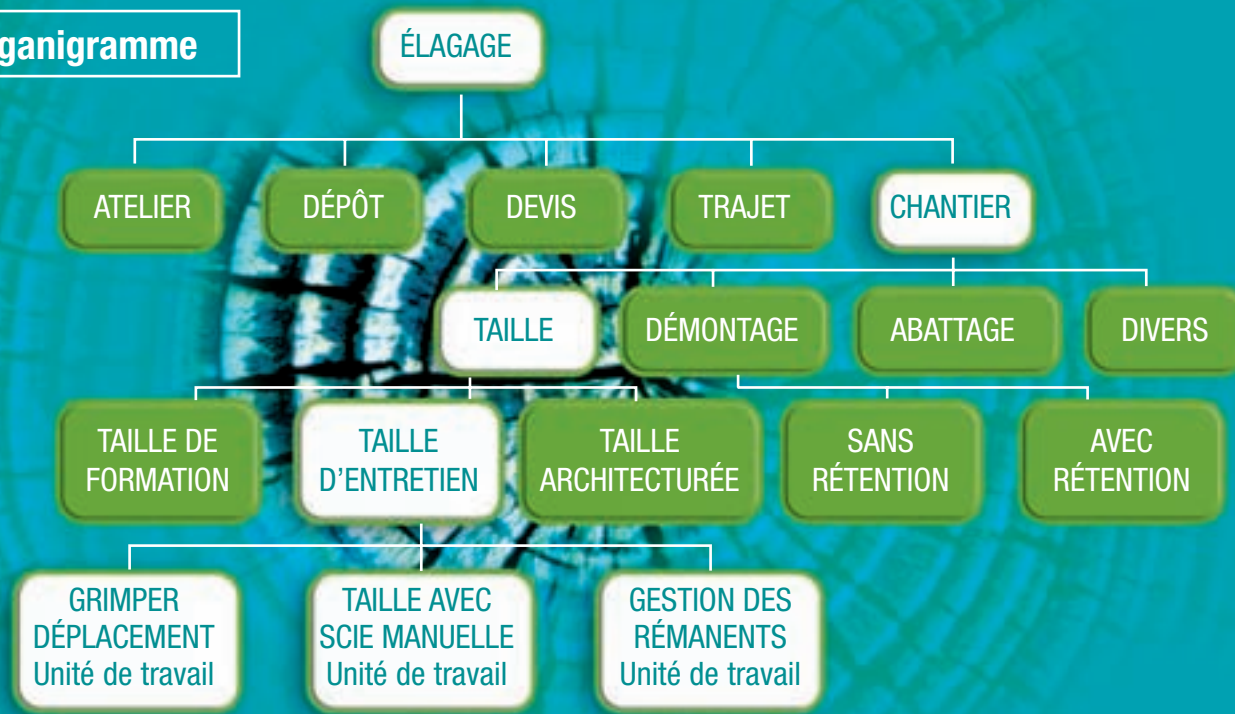 ganigramme
ÉLAGAGE
ATELIER
DÉPÔT
DEVIS
TRAJET
CHANTIER
TAILLE
DÉMONTAGE
ABATTAGE
DIVERS
TAILLE DE
FORMATION
TAILLE
D'ENTRETIEN
TAILLE
ARCHITECTURÉE
SANS
RÉTENTION
AVEC
RÉTENTION
GRIMPER
DÉPLACEMENT
Unité de travail
TAILLE AVEC
SCIE MANUELLE
Unité de travail
GESTION DES
RÉMANENTS
Unité de travail